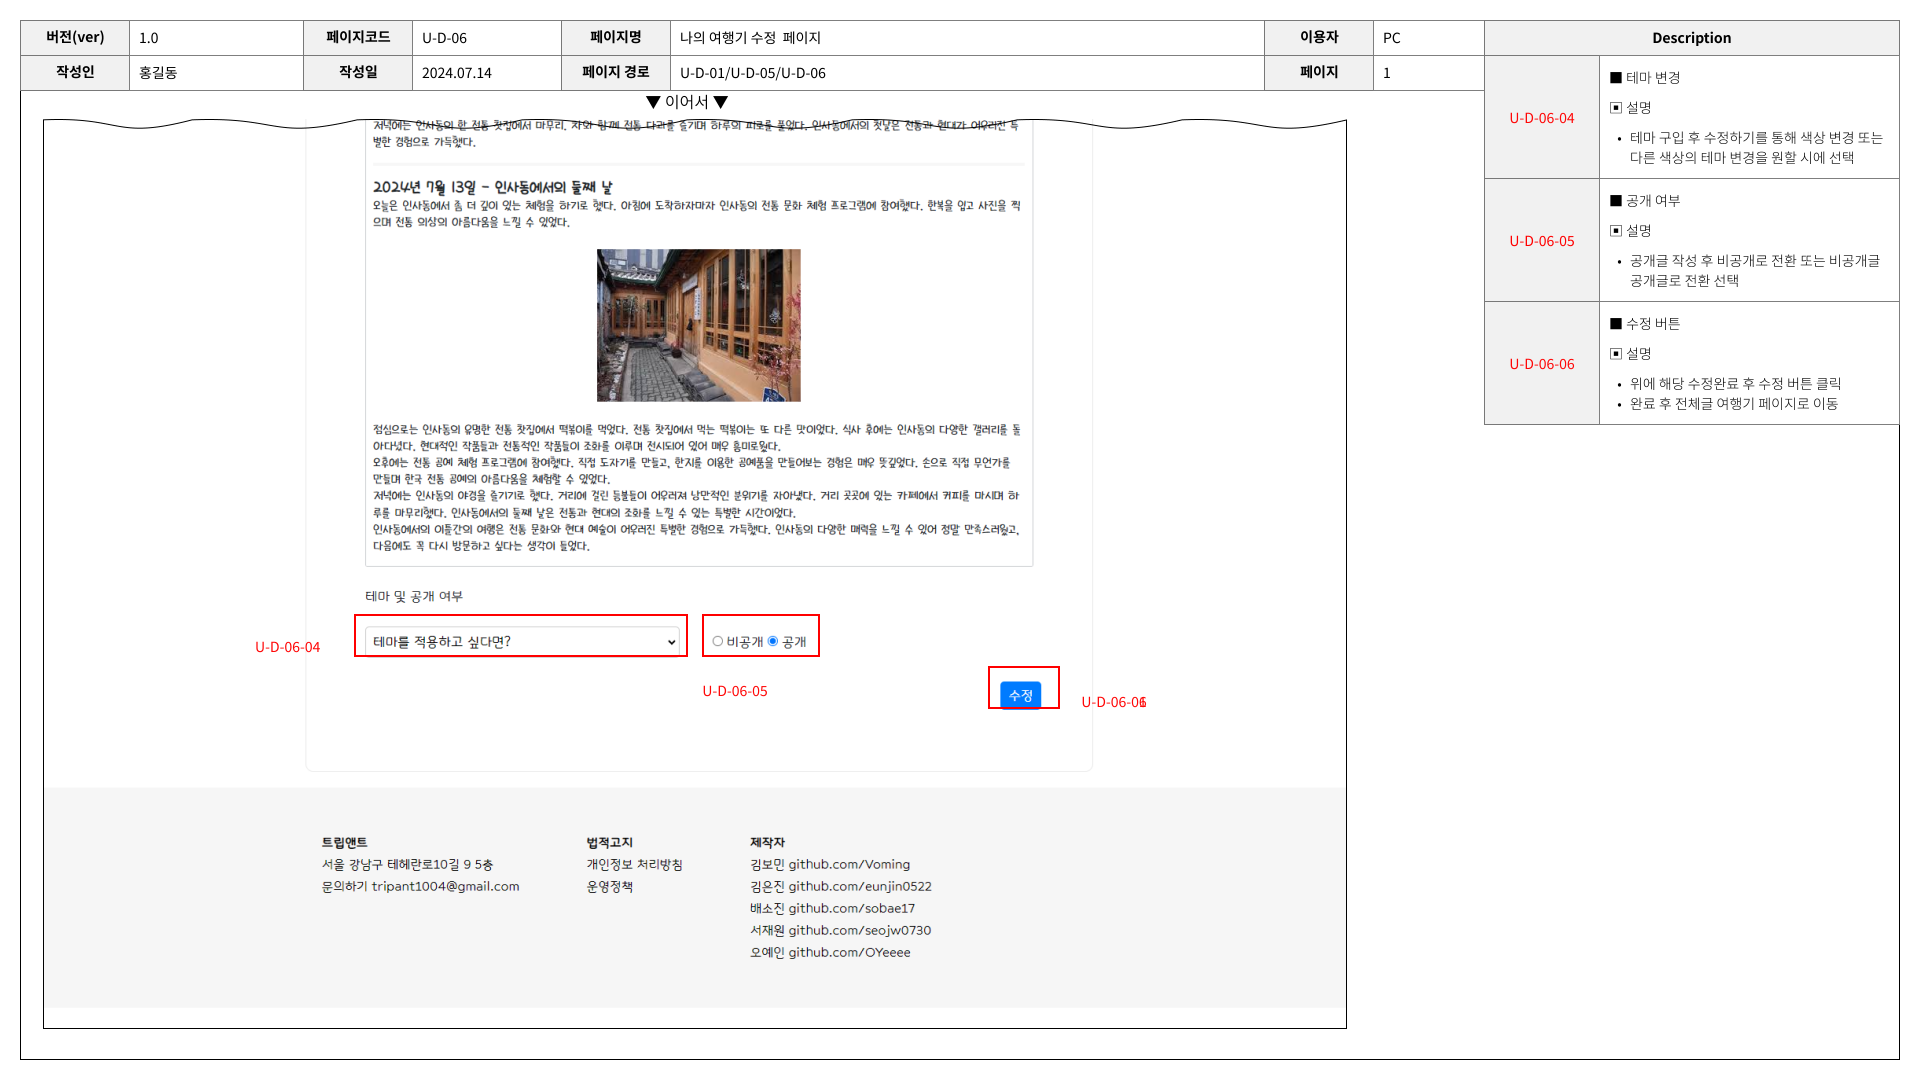 버전(ver) 1.0 페이지코드 U-D-06 페이지명 나의 여행기 수정 페이지 이용자 PC
작성인 홍길동 작성일 2024.07.14 페이지 경로 U-D-01/U-D-05/U-D-06 페이지 1
▼ 이어서 ▼
저녁에는 인사동의 한 전통 찻집에서 마무리. 차와 함께 전통 다과를 즐기며 하루의 피로를 풀었다. 인사동에서의 첫날은 전통과 현대가 어우러진 특
별한 경험으로 가득했다.
2024년 7월 13일 - 인사동에서의 둘째 날
오늘은 인사동에서 좀 더 깊이 있는 체험을 하기로 했다. 아침에 도착하자마자 인사동의 전통 문화 체험 프로그램에 참여했다. 한복을 입고 사진을 찍
으며 전통 의상의 아름다움을 느낄 수 있었다.
점심으로는 인사동의 유명한 전통 찻집에서 떡볶이를 먹었다. 전통 찻집에서 먹는 떡볶이는 또 다른 맛이었다. 식사 후에는 인사동의 다양한 갤러리를 돌
아다녔다. 현대적인 작품들과 전통적인 작품들이 조화를 이루며 전시되어 있어 매우 흥미로웠다.
오후에는 전통 공예 체험 프로그램에 참여했다. 직접 도자기를 만들고, 한지를 이용한 공예품을 만들어보는 경험은 매우 뜻깊었다. 손으로 직접 무언가를
만들며 한국 전통 공예의 아름다움을 체험할 수 있었다.
저녁에는 인사동의 야경을 즐기기로 했다. 거리에 걸린 등불들이 어우러져 낭만적인 분위기를 자아냈다. 거리 곳곳에 있는 카페에서 커피를 마시며 하
루를 마무리했다. 인사동에서의 둘째 날은 전통과 현대의 조화를 느낄 수 있는 특별한 시간이었다.
인사동에서의 이틀간의 여행은 전통 문화와 현대 예술이 어우러진 특별한 경험으로 가득했다. 인사동의 다양한 매력을 느낄 수 있어 정말 만족스러웠고,
다음에도 꼭 다시 방문하고 싶다는 생각이 들었다.
테마 및 공개 여부
U-D-06-04
테마를 적용하고 싶다면?
비공개 공개
U-D-06-05
수정
U-D-06-06
트립앤트
서울 강남구 테헤란로10길 9 5층
문의하기 tripant1004@gmail.com
법적고지
개인정보 처리방침
운영정책
제작자
김보민 github.com/Voming
김은진 github.com/eunjin0522
배소진 github.com/sobae17
서재원 github.com/seojw0730
오예인 github.com/OYeeee
Description
U-D-06-04
■ 테마 변경
▣ 설명
• 테마 구입 후 수정하기를 통해 색상 변경 또는
다른 색상의 테마 변경을 원할 시에 선택
U-D-06-05
■ 공개 여부
▣ 설명
• 공개글 작성 후 비공개로 전환 또는 비공개글
공개글로 전환 선택
U-D-06-06
■ 수정 버튼
▣ 설명
• 위에 해당 수정완료 후 수정 버튼 클릭
• 완료 후 전체글 여행기 페이지로 이동